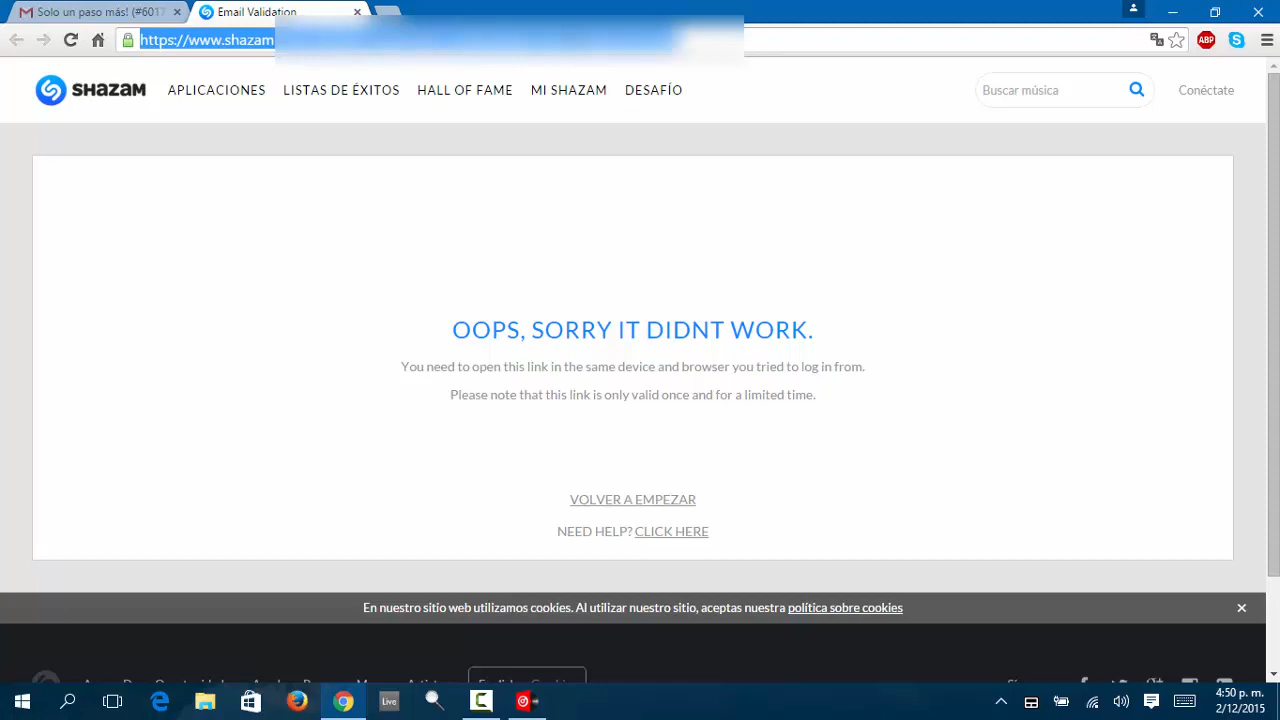 Solo un paso más! (#6017
Email Validation
https://www.shazam
ABP
SHAZAM
APLICACIONES
LISTAS DE ÉXITOS
HALL OF FAME
MI SHAZAM
DESAFÍO
Buscar música
Conéctate
OOPS, SORRY IT DIDNT WORK.
You need to open this link in the same device and browser you tried to log in from.
Please note that this link is only valid once and for a limited time.
VOLVER A EMPEZAR
NEED HELP? CLICK HERE
En nuestro sitio web utilizamos cookies. Al utilizar nuestro sitio, aceptas nuestra política sobre cookies
Live
4:50 p. m.
2/12/2015